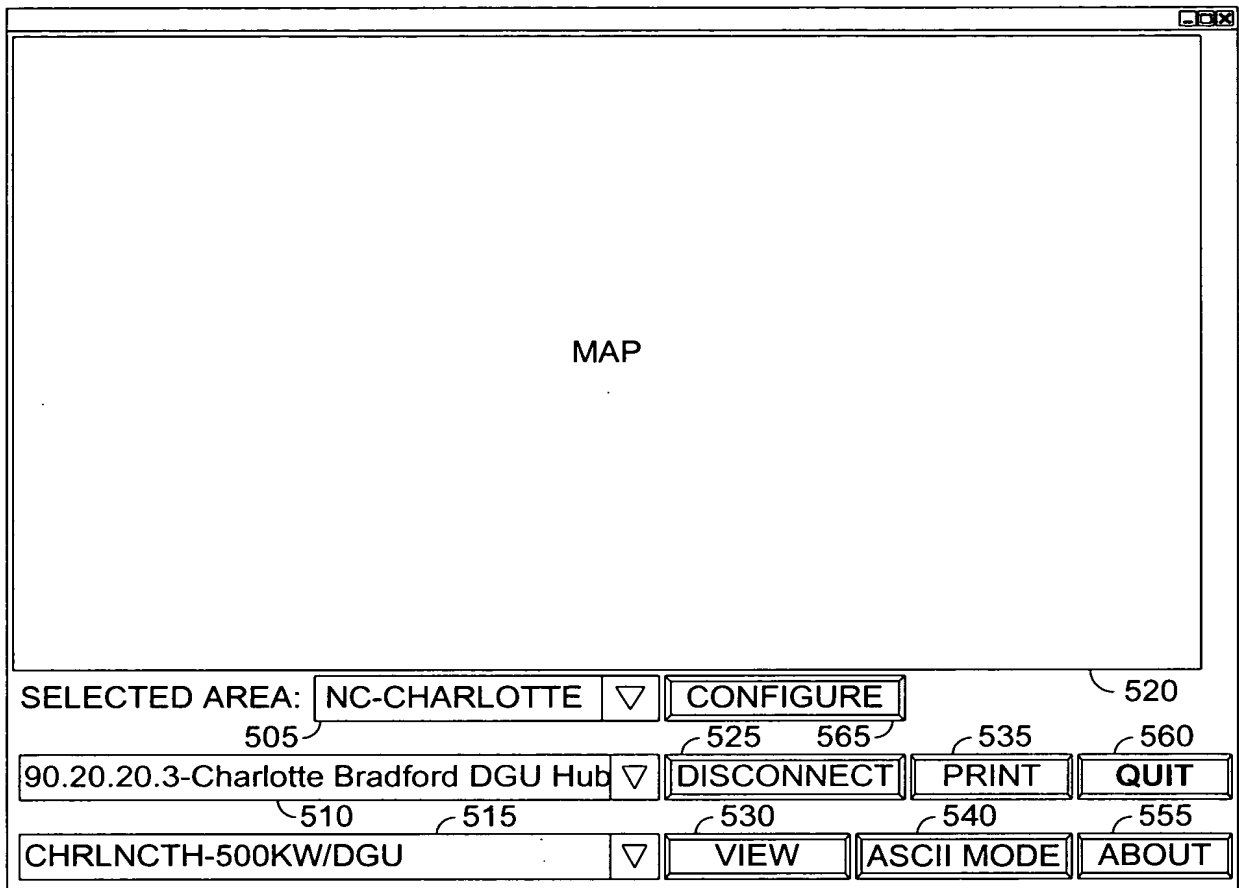 MAP
520
SELECTED AREA: NC-CHARLOTTE ▽ CONFIGURE
505 525 565 535 560
90.20.20.3-Charlotte Bradford DGU Hub ▽ DISCONNECT PRINT QUIT
510 515 530 540 555
CHRLNCTH-500KW/DGU ▽ VIEW ASCII MODE ABOUT